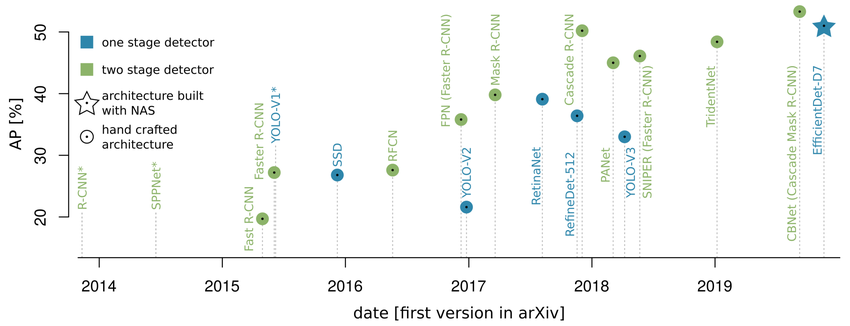 AP [%]
50
40
30
20
one stage detector
two stage detector
architecture built
with NAS
hand crafted
architecture
R-CNN*
SPPNet*
Fast R-CNN
Faster R-CNN
YOLO-V1*
SSD
RFCN
FPN (Faster R-CNN)
YOLO-V2
Mask R-CNN
RetinaNet
RefineDet-512
Cascade R-CNN
PANet
YOLO-V3
SNIPER (Faster R-CNN)
TridentNet
CBNet (Cascade Mask R-CNN)
EfficientDet-D7
2014
2015
2016
2017
2018
2019
date [first version in arXiv]